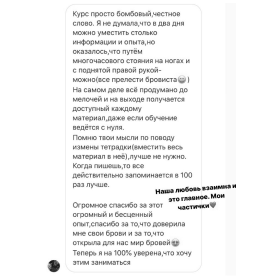 Курс просто бомбовый,честное
слово. Я не думала,что в два дня
можно уместить столько
информации и опыта,но
оказалось,что путём
многочасового стояния на ногах и
с поднятой правой рукой-
можно(все прелести бровиста😁)
На самом деле всё продумано до
мелочей и на выходе получается
доступный каждому
материал,даже если обучение
ведётся с нуля.
Помню твои мысли по поводу
измены тетрадки(вместить весь
материал в неё),лучше не нужно.
Когда пишешь,то все
действительно запоминается в 100
раз лучше.
Наша любовь взаимна и
это главное. Мои
частички🖤
Огромное спасибо за этот
огромный и бесценный
опыт,спасибо за то,что доверила
мне свои брови и за то,что
открыла для нас мир бровей😍
Теперь я на 100% уверена,что хочу
этим заниматься